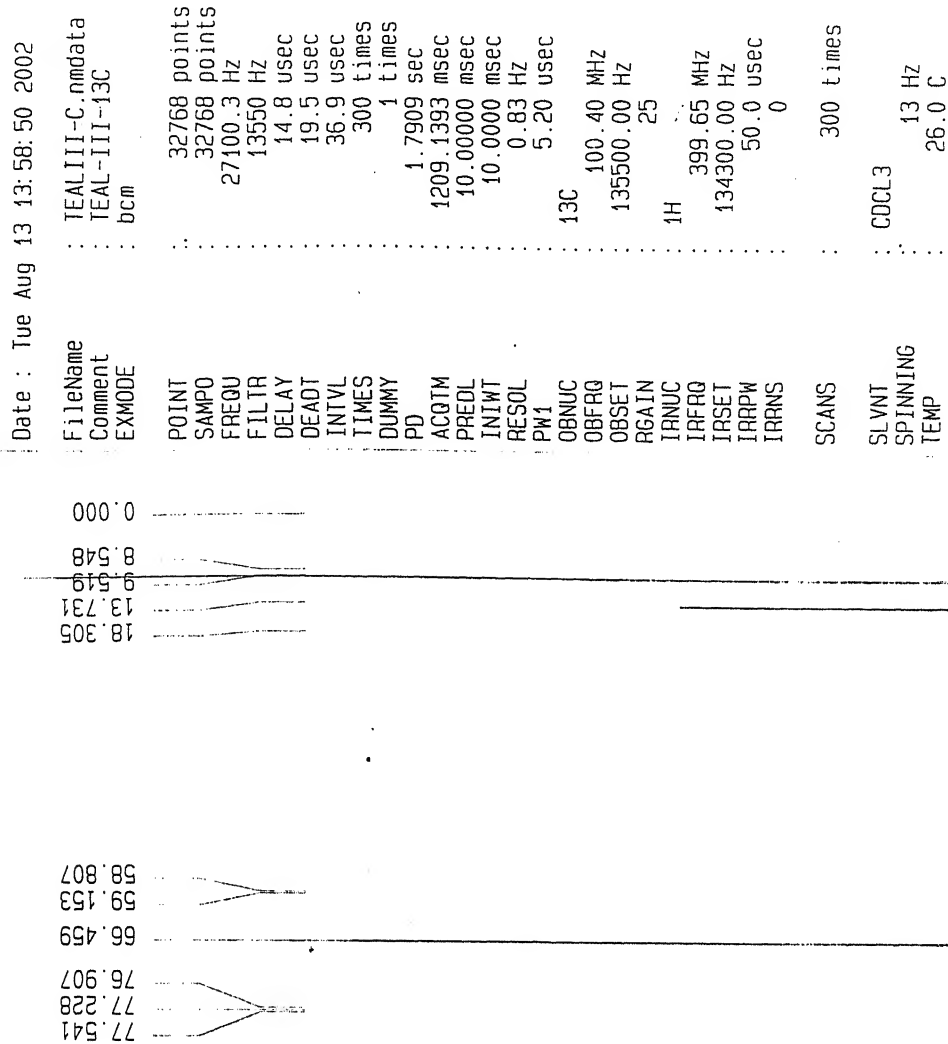 Date : Tue Aug 13 13:58:50 2002
FileName : TEALIII-C.nmdata
Comment : TEAL-III-13C
EXMODE : bcm
POINT : 32768 points
SAMPO : 32768 points
FREQU : 27100.3 Hz
FILTR : 13550 Hz
DELAY : 14.8 usec
DEADT : 19.5 usec
INTVL : 36.9 usec
TIMES : 300 times
DUMMY : 1 times
PD : 1.7909 sec
ACQTM : 1209.1393 msec
PREDL : 10.00000 msec
INIWT : 10.0000 msec
RESOL : 0.83 Hz
PW1 : 5.20 usec
OBNUC : 13C
OBFRQ : 100.40 MHz
OBSET : 135500.00 Hz
RGAIN : 25
IRNUC : 1H
IRFRQ : 399.65 MHz
IRSET : 134300.00 Hz
IRRPW : 50.0 usec
IRRNS : 0
SCANS : 300 times
SLVNT : CDCL3
SPINNING : 13 Hz
TEMP : 26.0 C
0.000
8.548
9.519
13.731
18.305
58.807
59.153
66.459
76.907
77.228
77.541